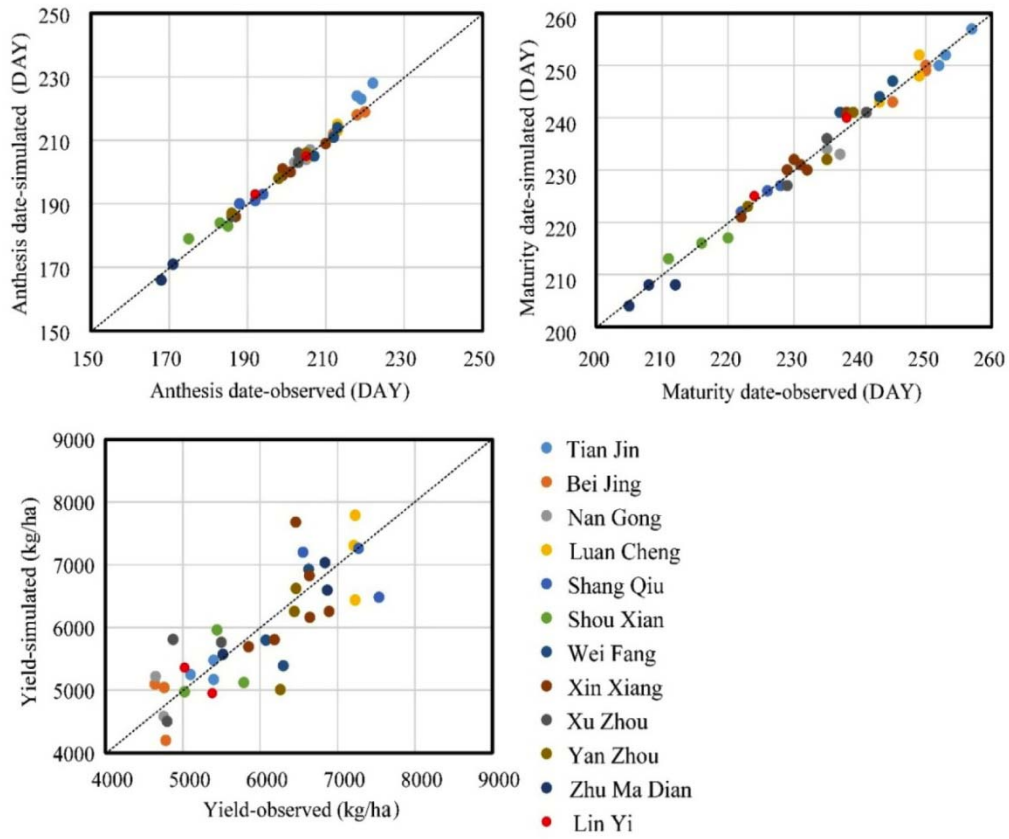 250
230
210
190
170
150
Anthesis date-simulated (DAY)
150 170 190 210 230 250
Anthesis date-observed (DAY)
260
250
240
230
220
210
200
Maturity date-simulated (DAY)
200 210 220 230 240 250 260
Maturity date-observed (DAY)
9000
8000
7000
6000
5000
4000
Yield-simulated (kg/ha)
4000 5000 6000 7000 8000 9000
Yield-observed (kg/ha)
Tian Jin
Bei Jing
Nan Gong
Luan Cheng
Shang Qiu
Shou Xian
Wei Fang
Xin Xiang
Xu Zhou
Yan Zhou
Zhu Ma Dian
Lin Yi